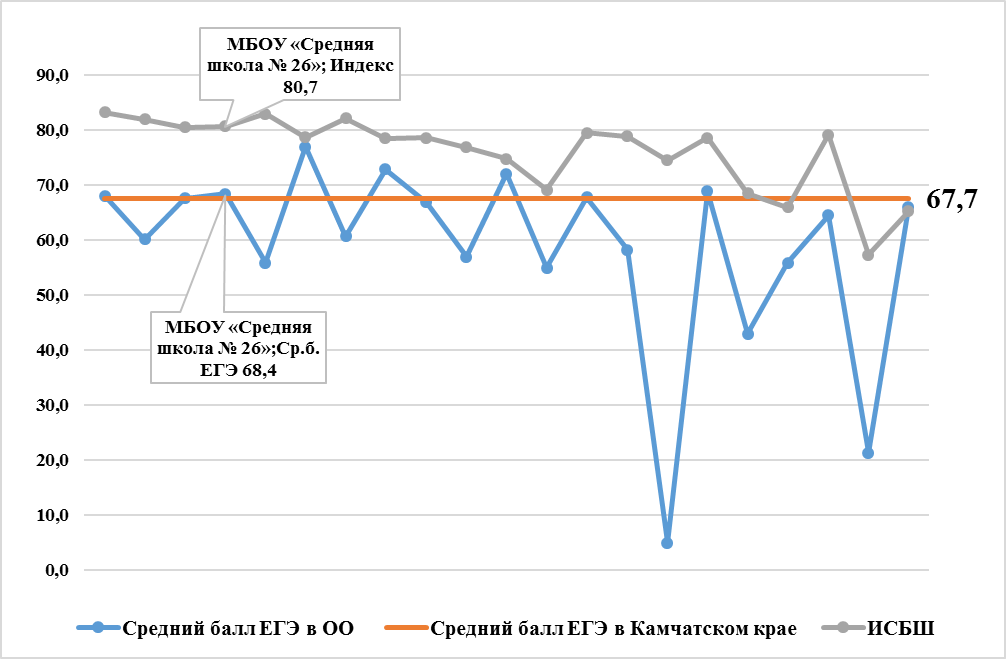 МБОУ «Средняя
школа № 26»; Индекс
80,7
90,0
80,0
70,0
60,0
50,0
40,0
30,0
20,0
10,0
0,0
67,7
МБОУ «Средняя
школа № 26»;Ср.б.
ЕГЭ 68,4
Средний балл ЕГЭ в ОО
Средний балл ЕГЭ в Камчатском крае
ИСБШ